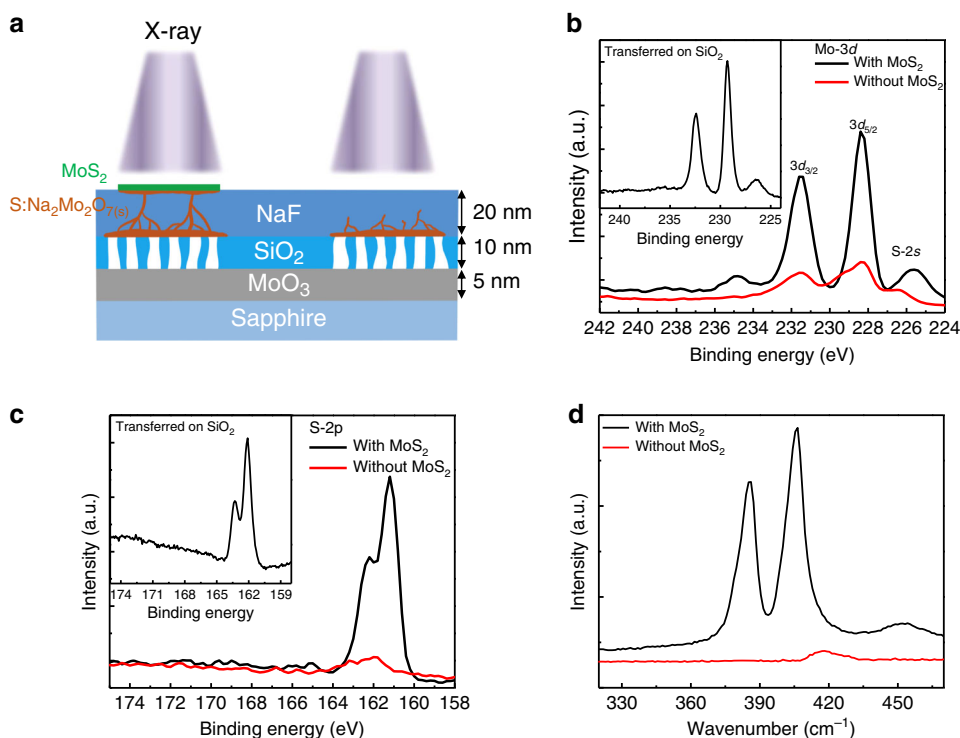 a
X-ray
MoS₂
S:Na₂Mo₂O₇₍ₛ₎
NaF
20 nm
SiO₂
10 nm
MoO₃
5 nm
Sapphire
b
Transferred on SiO₂
Mo-3d
With MoS₂
Without MoS₂
3d₃/₂
3d₅/₂
S-2s
240 236 232 228 224
Binding energy
Intensity (a.u.)
242 240 238 236 234 232 230 228 226 224
Binding energy (eV)
c
Transferred on SiO₂
S-2p
With MoS₂
Without MoS₂
174 171 168 165 162 159
Binding energy
Intensity (a.u.)
174 172 170 168 166 164 162 160 158
Binding energy (eV)
d
With MoS₂
Without MoS₂
Intensity (a.u.)
330 360 390 420 450
Wavenumber (cm⁻¹)